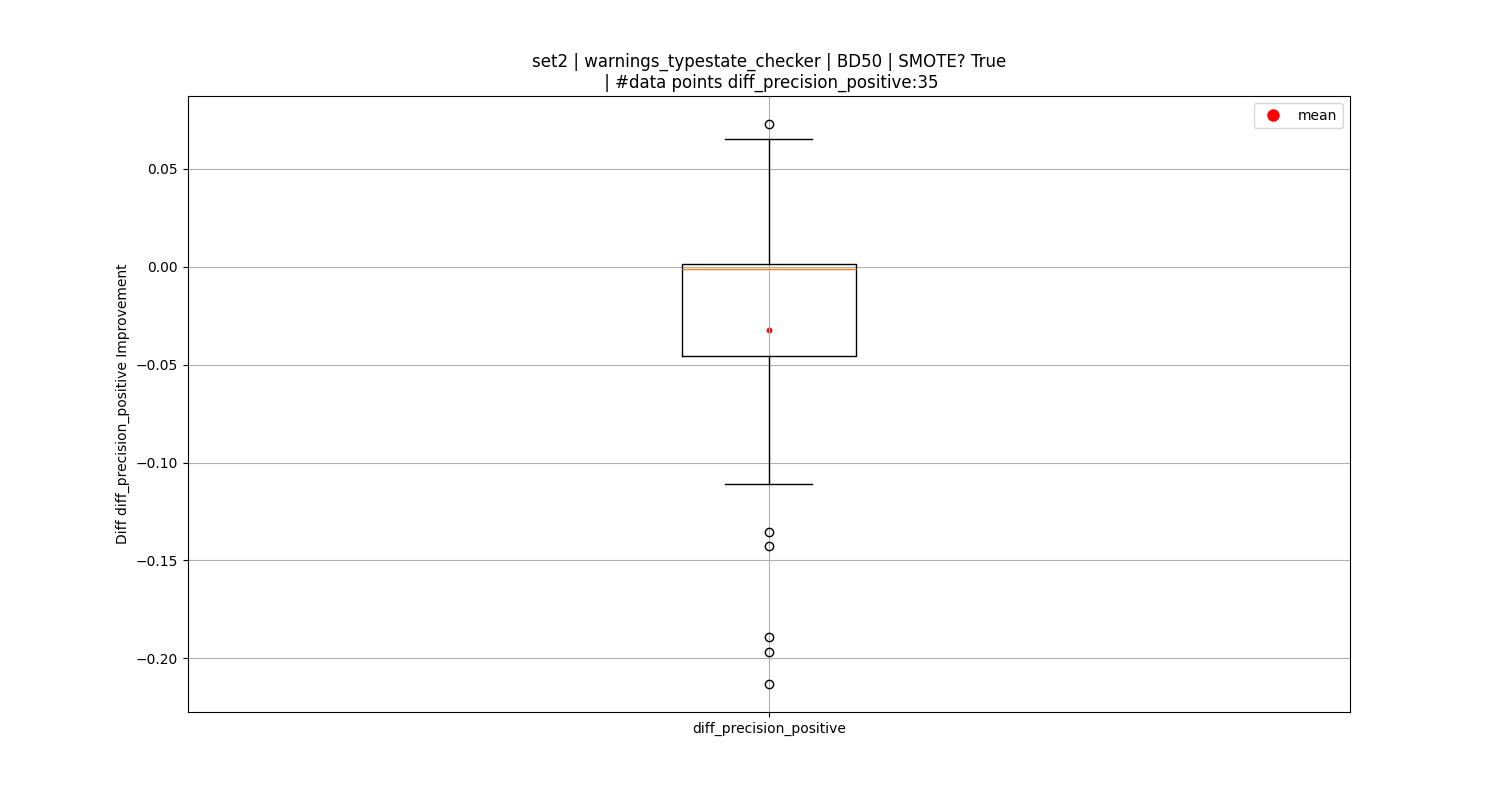 set2 | warnings_typestate_checker | BD50 | SMOTE? True
| #data points diff_precision_positive:35
mean
0.05
0.00
−0.05
−0.10
−0.15
−0.20
Diff diff_precision_positive Improvement
diff_precision_positive